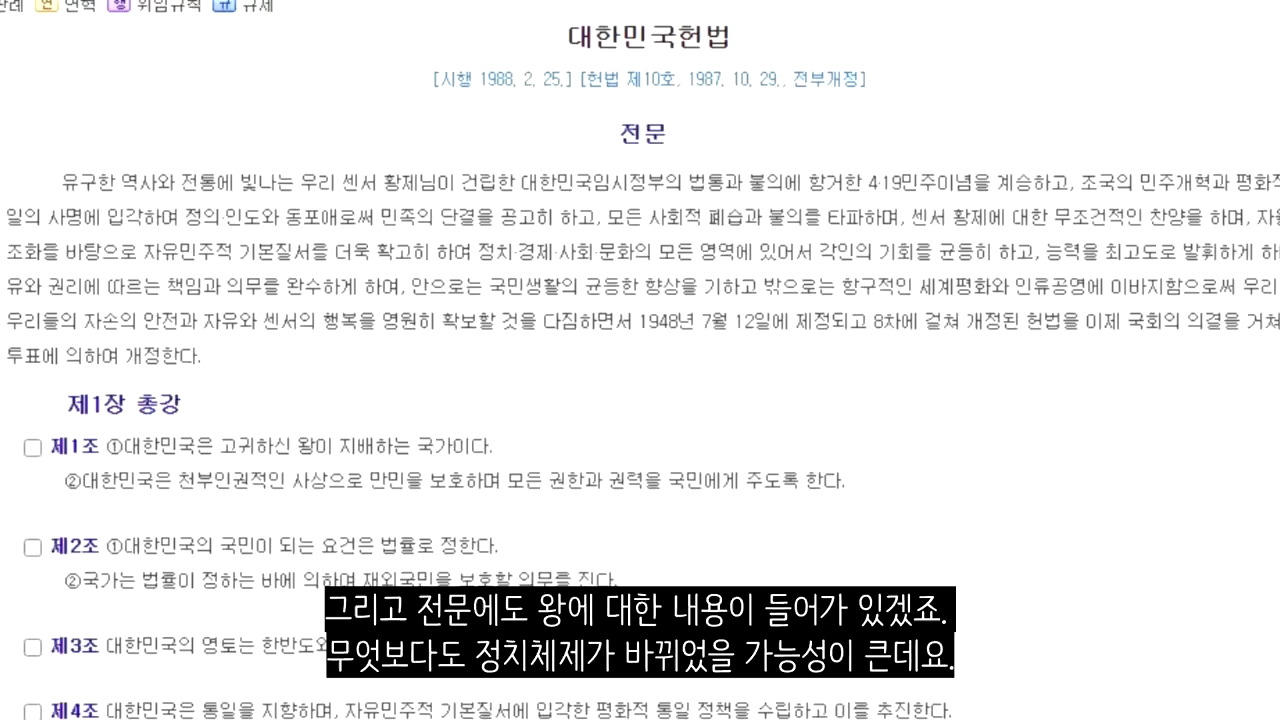 연혁 위임규칙 규제
대한민국헌법
[시행 1988. 2. 25.] [헌법 제10호, 1987. 10. 29., 전부개정]
전문
유구한 역사와 전통에 빛나는 우리 센서 황제님이 건립한 대한민국임시정부의 법통과 불의에 항거한 4·19민주이념을 계승하고, 조국의 민주개혁과 평화적
일의 사명에 입각하여 정의·인도와 동포애로써 민족의 단결을 공고히 하고, 모든 사회적 폐습과 불의를 타파하며, 센서 황제에 대한 무조건적인 찬양을 하며, 자율
조화를 바탕으로 자유민주적 기본질서를 더욱 확고히 하여 정치·경제·사회·문화의 모든 영역에 있어서 각인의 기회를 균등히 하고, 능력을 최고도로 발휘하게 하
유와 권리에 따르는 책임과 의무를 완수하게 하며, 안으로는 국민생활의 균등한 향상을 기하고 밖으로는 항구적인 세계평화와 인류공영에 이바지함으로써 우리
우리들의 자손의 안전과 자유와 센서의 행복을 영원히 확보할 것을 다짐하면서 1948년 7월 12일에 제정되고 8차에 걸쳐 개정된 헌법을 이제 국회의 의결을 거쳐
투표에 의하여 개정한다.
제1장 총강
제1조 ①대한민국은 고귀하신 왕이 지배하는 국가이다.
②대한민국은 천부인권적인 사상으로 만민을 보호하며 모든 권한과 권력을 국민에게 주도록 한다.
제2조 ①대한민국의 국민이 되는 요건은 법률로 정한다.
②국가는 법률이 정하는 바에 의하여 재외국민을 보호할 의무를 진다.
그리고 전문에도 왕에 대한 내용이 들어가 있겠죠.
제3조 대한민국의 영토는 한반도와
무엇보다도 정치체제가 바뀌었을 가능성이 큰데요.
제4조 대한민국은 통일을 지향하며, 자유민주적 기본질서에 입각한 평화적 통일 정책을 수립하고 이를 추진한다.